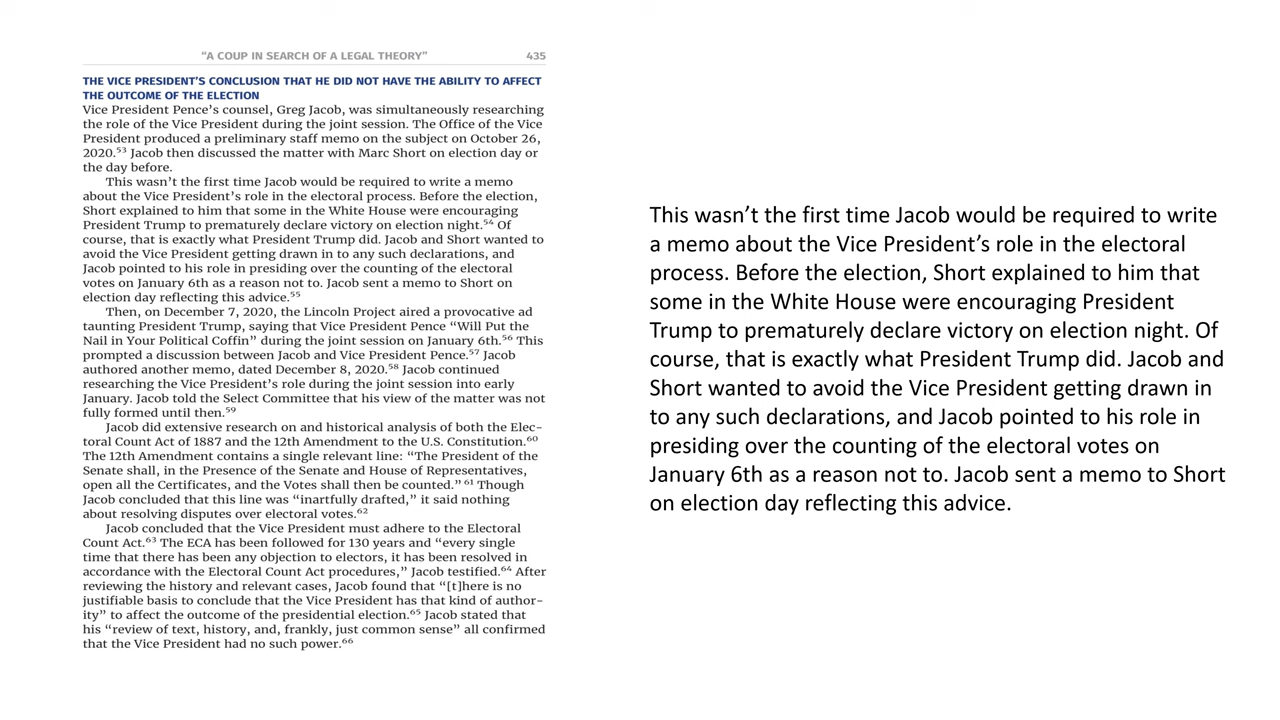 “A COUP IN SEARCH OF A LEGAL THEORY” 435
THE VICE PRESIDENT’S CONCLUSION THAT HE DID NOT HAVE THE ABILITY TO AFFECT
THE OUTCOME OF THE ELECTION
Vice President Pence’s counsel, Greg Jacob, was simultaneously researching
the role of the Vice President during the joint session. The Office of the Vice
President produced a preliminary staff memo on the subject on October 26,
2020.⁵³ Jacob then discussed the matter with Marc Short on election day or
the day before.
This wasn’t the first time Jacob would be required to write a memo
about the Vice President’s role in the electoral process. Before the election,
Short explained to him that some in the White House were encouraging
President Trump to prematurely declare victory on election night.⁵⁴ Of
course, that is exactly what President Trump did. Jacob and Short wanted to
avoid the Vice President getting drawn in to any such declarations, and
Jacob pointed to his role in presiding over the counting of the electoral
votes on January 6th as a reason not to. Jacob sent a memo to Short on
election day reflecting this advice.⁵⁵
Then, on December 7, 2020, the Lincoln Project aired a provocative ad
taunting President Trump, saying that Vice President Pence “Will Put the
Nail in Your Political Coffin” during the joint session on January 6th.⁵⁶ This
prompted a discussion between Jacob and Vice President Pence.⁵⁷ Jacob
authored another memo, dated December 8, 2020.⁵⁸ Jacob continued
researching the Vice President’s role during the joint session into early
January. Jacob told the Select Committee that his view of the matter was not
fully formed until then.⁵⁹
Jacob did extensive research on and historical analysis of both the Elec-
toral Count Act of 1887 and the 12th Amendment to the U.S. Constitution.⁶⁰
The 12th Amendment contains a single relevant line: “The President of the
Senate shall, in the Presence of the Senate and House of Representatives,
open all the Certificates, and the Votes shall then be counted.” ⁶¹ Though
Jacob concluded that this line was “inartfully drafted,” it said nothing
about resolving disputes over electoral votes.⁶²
Jacob concluded that the Vice President must adhere to the Electoral
Count Act.⁶³ The ECA has been followed for 130 years and “every single
time that there has been any objection to electors, it has been resolved in
accordance with the Electoral Count Act procedures,” Jacob testified.⁶⁴ After
reviewing the history and relevant cases, Jacob found that “[t]here is no
justifiable basis to conclude that the Vice President has that kind of author-
ity” to affect the outcome of the presidential election.⁶⁵ Jacob stated that
his “review of text, history, and, frankly, just common sense” all confirmed
that the Vice President had no such power.⁶⁶
This wasn’t the first time Jacob would be required to write
a memo about the Vice President’s role in the electoral
process. Before the election, Short explained to him that
some in the White House were encouraging President
Trump to prematurely declare victory on election night. Of
course, that is exactly what President Trump did. Jacob and
Short wanted to avoid the Vice President getting drawn in
to any such declarations, and Jacob pointed to his role in
presiding over the counting of the electoral votes on
January 6th as a reason not to. Jacob sent a memo to Short
on election day reflecting this advice.